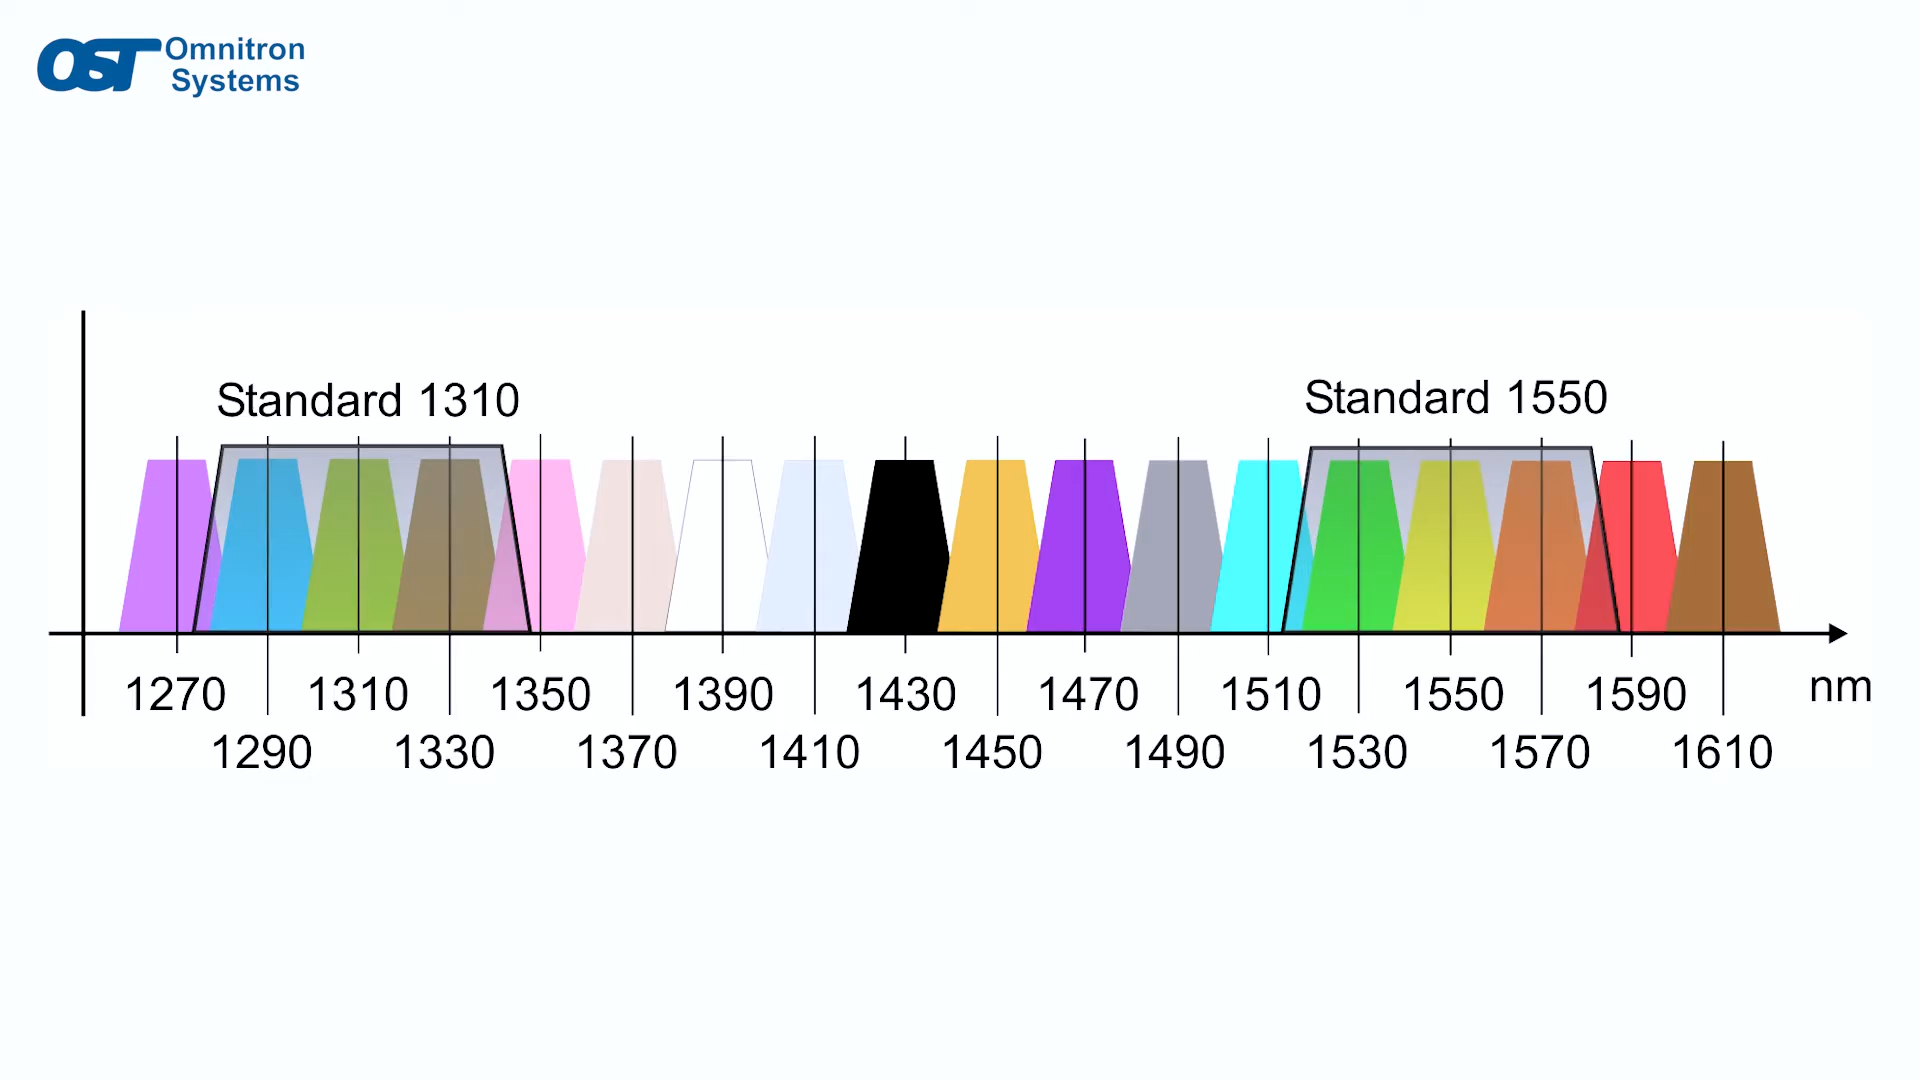 OST Omnitron
Systems
Standard 1310
Standard 1550
1270 1310 1350 1390 1430 1470 1510 1550 1590 nm
1290 1330 1370 1410 1450 1490 1530 1570 1610